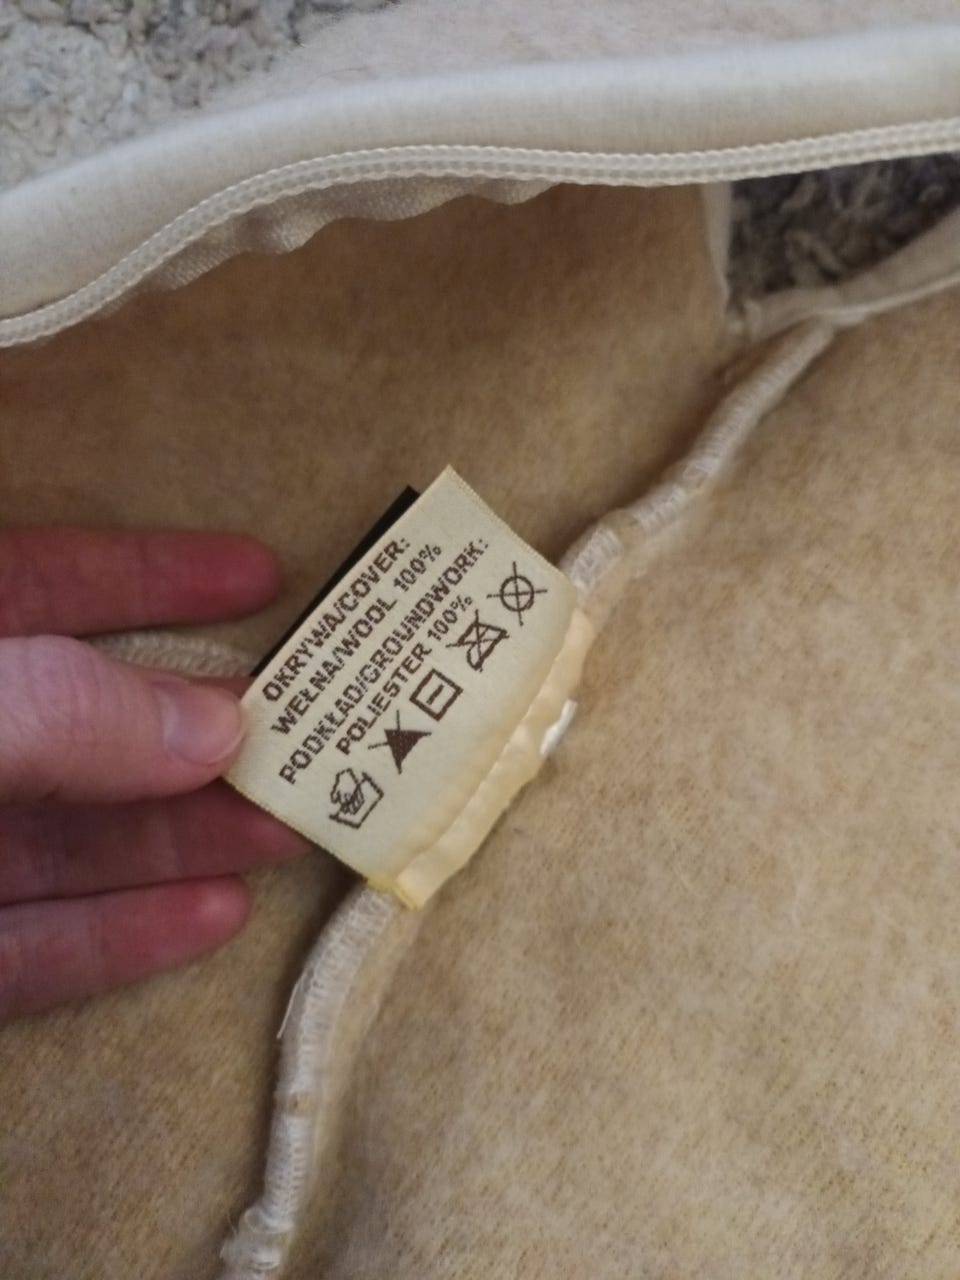 OKRYWA/COVER:
WEŁNA/WOOL 100%
PODKŁAD/GROUNDWORK:
POLIESTER 100%